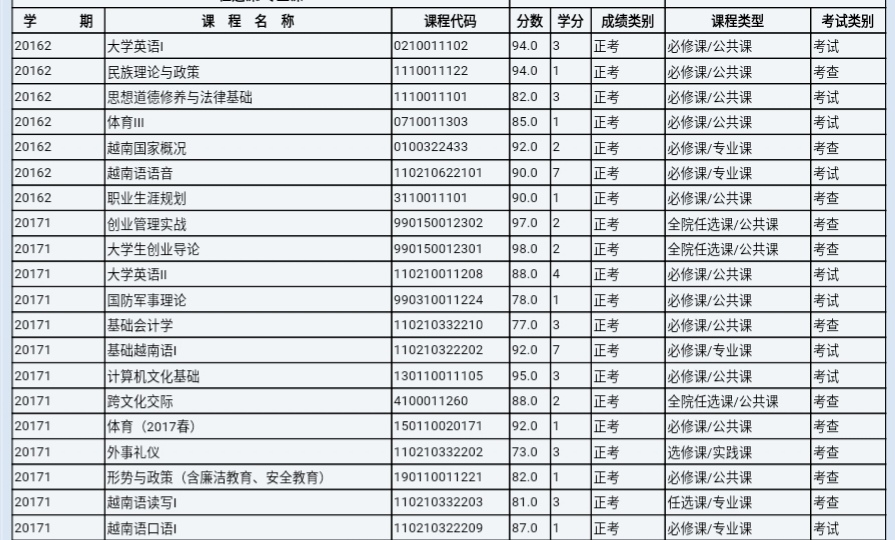 学 期 课 程 名 称 课程代码 分数 学分 成绩类别 课程类型 考试类别
20162 大学英语I 0210011102 94.0 3 正考 必修课/公共课 考试
20162 民族理论与政策 1110011122 94.0 1 正考 必修课/公共课 考查
20162 思想道德修养与法律基础 1110011101 82.0 3 正考 必修课/公共课 考试
20162 体育III 0710011303 85.0 1 正考 必修课/公共课 考试
20162 越南国家概况 0100322433 92.0 2 正考 必修课/专业课 考查
20162 越南语语音 110210622101 90.0 7 正考 必修课/专业课 考试
20162 职业生涯规划 3110011101 90.0 1 正考 必修课/公共课 考查
20171 创业管理实战 990150012302 97.0 2 正考 全院任选课/公共课 考查
20171 大学生创业导论 990150012301 98.0 2 正考 全院任选课/公共课 考查
20171 大学英语II 110210011208 88.0 4 正考 必修课/公共课 考试
20171 国防军事理论 990310011224 78.0 1 正考 必修课/公共课 考试
20171 基础会计学 110210332210 77.0 3 正考 必修课/公共课 考查
20171 基础越南语I 110210322202 92.0 7 正考 必修课/专业课 考试
20171 计算机文化基础 130110011105 95.0 3 正考 必修课/公共课 考试
20171 跨文化交际 4100011260 88.0 2 正考 全院任选课/公共课 考查
20171 体育（2017春） 150110020171 92.0 1 正考 必修课/公共课 考查
20171 外事礼仪 110210332202 73.0 3 正考 选修课/实践课 考查
20171 形势与政策（含廉洁教育、安全教育） 190110011221 82.0 1 正考 必修课/公共课 考查
20171 越南语读写I 110210332203 81.0 3 正考 任选课/专业课 考查
20171 越南语口语I 110210322209 87.0 1 正考 必修课/专业课 考试